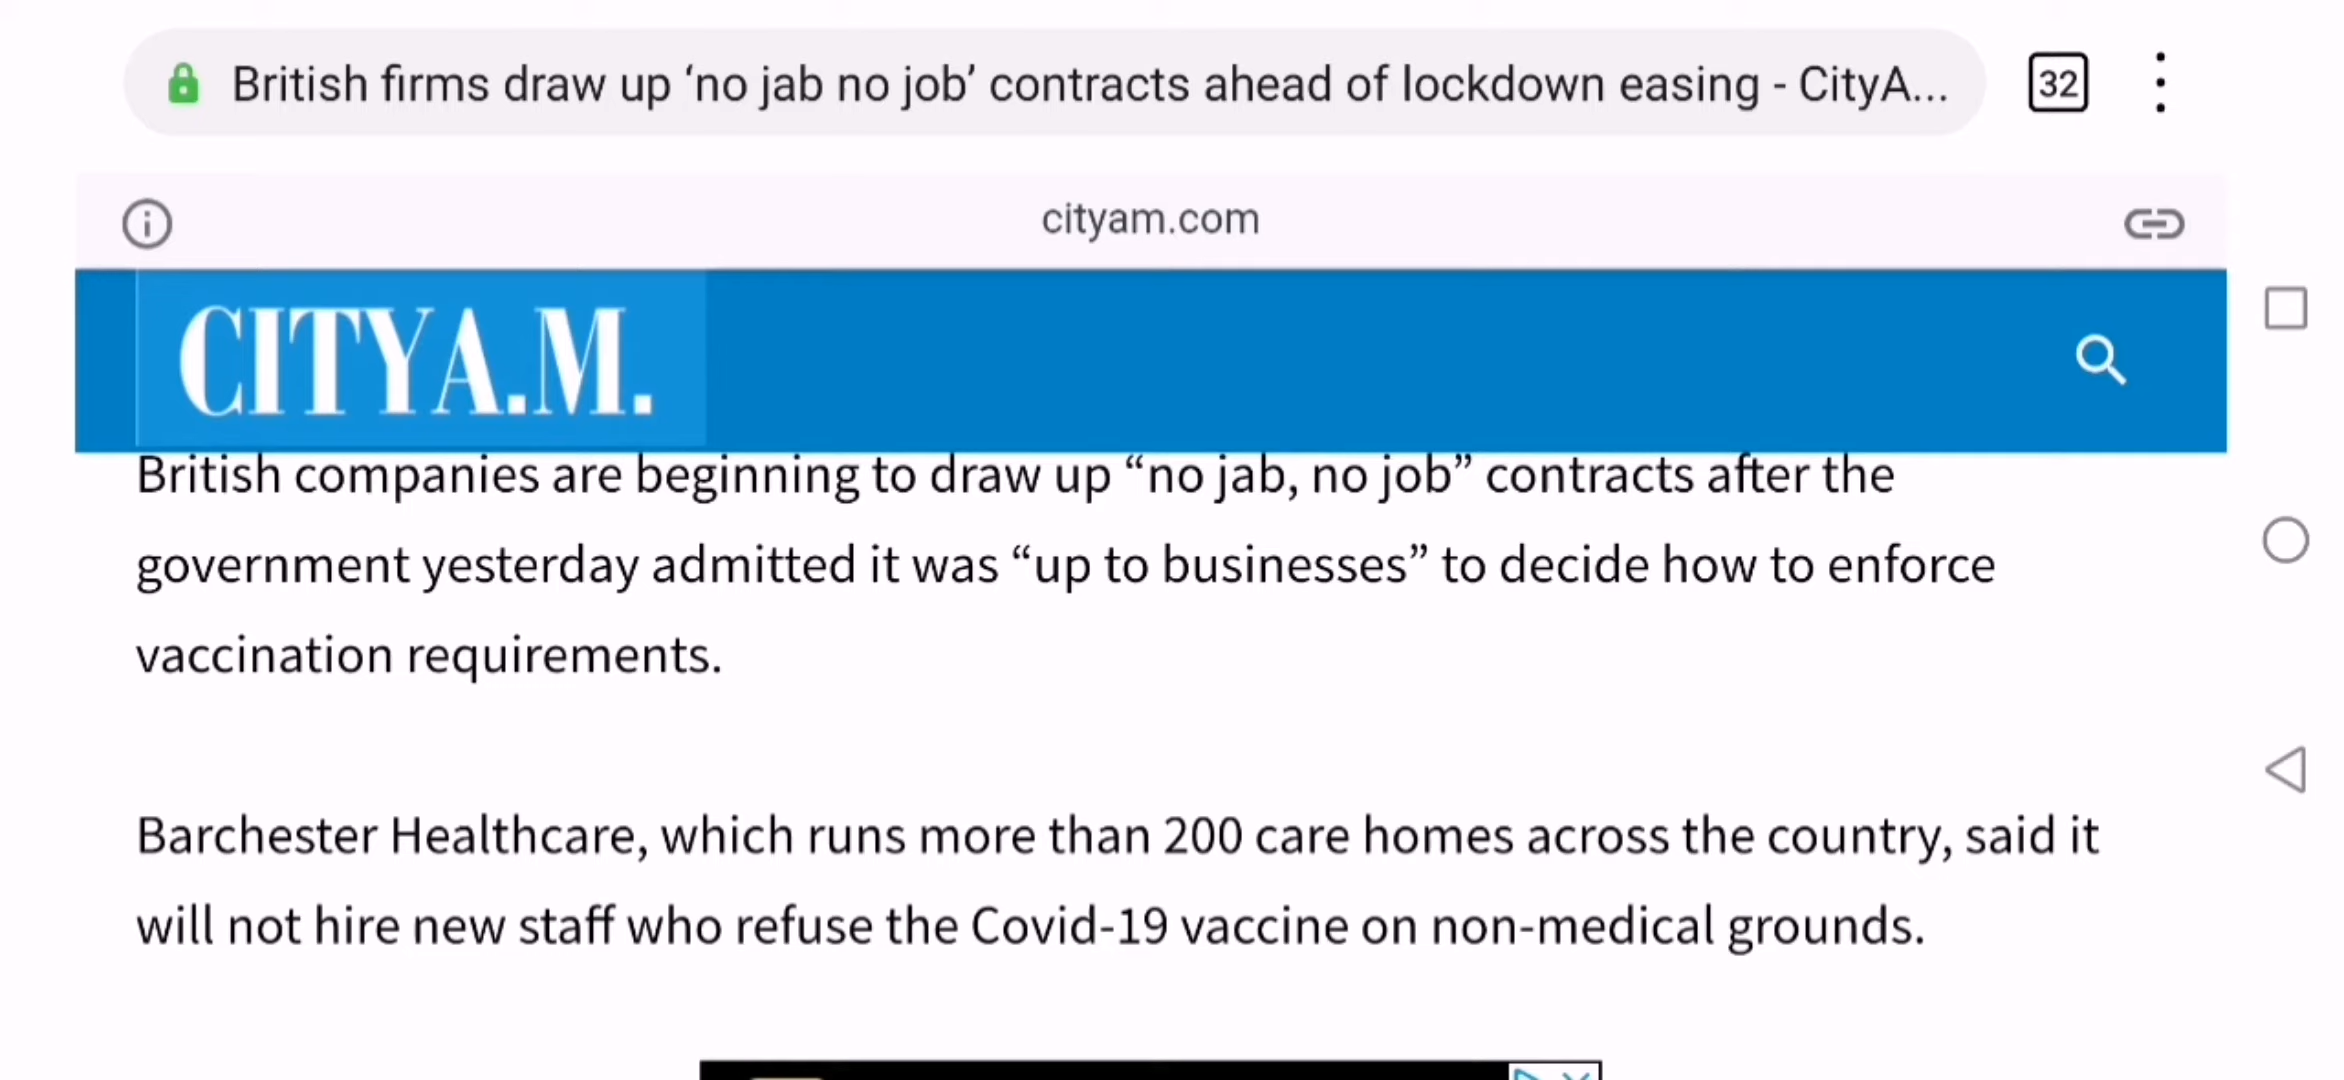 British firms draw up ‘no jab no job’ contracts ahead of lockdown easing - CityA...
32
cityam.com
CITYA.M.
British companies are beginning to draw up “no jab, no job” contracts after the
government yesterday admitted it was “up to businesses” to decide how to enforce
vaccination requirements.
Barchester Healthcare, which runs more than 200 care homes across the country, said it
will not hire new staff who refuse the Covid-19 vaccine on non-medical grounds.